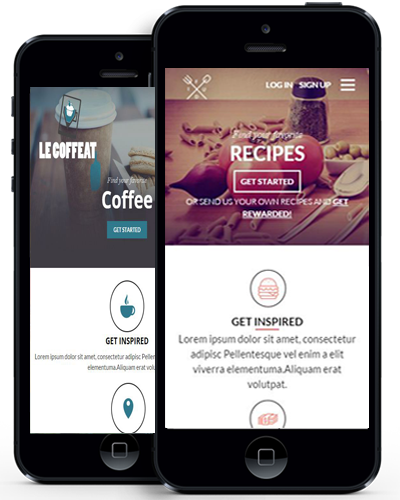 LE COFFEAT
Find your favorite
Coffee
GET STARTED
GET INSPIRED
Lorem ipsum dolor sit amet, consectetur adipisc Pellentesque
elementuma.Aliquam erat
LOG IN SIGN UP
Find your favorite
RECIPES
GET STARTED
OR SEND US YOUR OWN RECIPES AND GET
REWARDED!
GET INSPIRED
Lorem ipsum dolor sit amet, consectetur
adipisc Pellentesque vel enim a elit
viverra elementuma.Aliquam erat
volutpat.